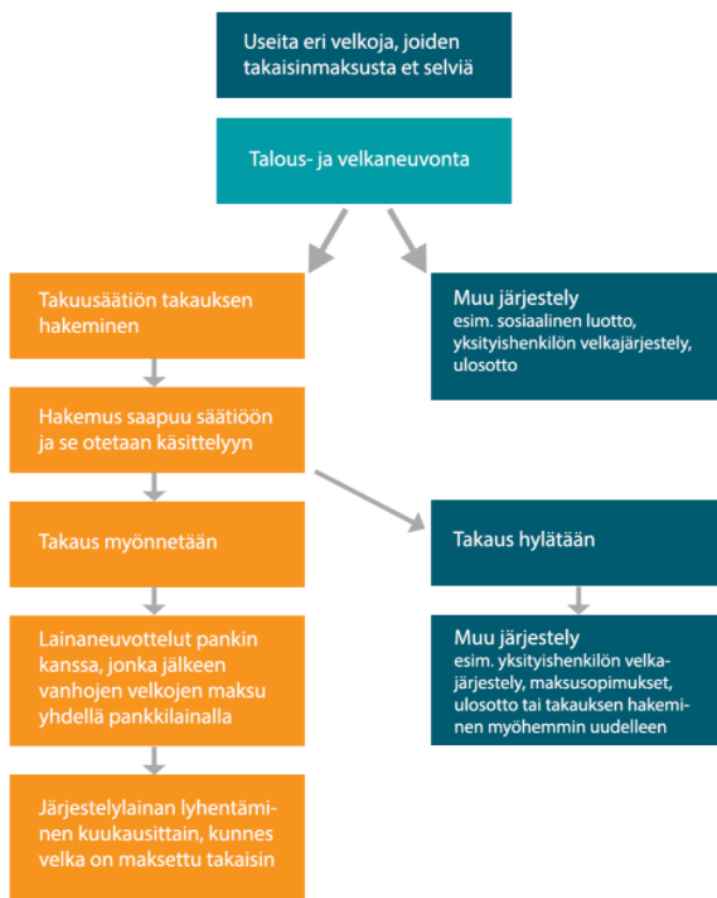 Useita eri velkoja, joiden
takaisinmaksusta et selviä
Talous- ja velkaneuvonta
Takuusäätiön takauksen
hakeminen
Muu järjestely
esim. sosiaalinen luotto,
yksityishenkilön velkajärjestely,
ulosotto
Hakemus saapuu säätiöön
ja se otetaan käsittelyyn
Takaus myönnetään
Takaus hylätään
Lainaneuvottelut pankin
kanssa, jonka jälkeen
vanhojen velkojen maksu
yhdellä pankkilainalla
Muu järjestely
esim. yksityishenkilön velka-
järjestely, maksusopimukset,
ulosotto tai takauksen hakemi-
nen myöhemmin uudelleen
Järjestelylainan lyhentämi-
nen kuukausittain, kunnes
velka on maksettu takaisin